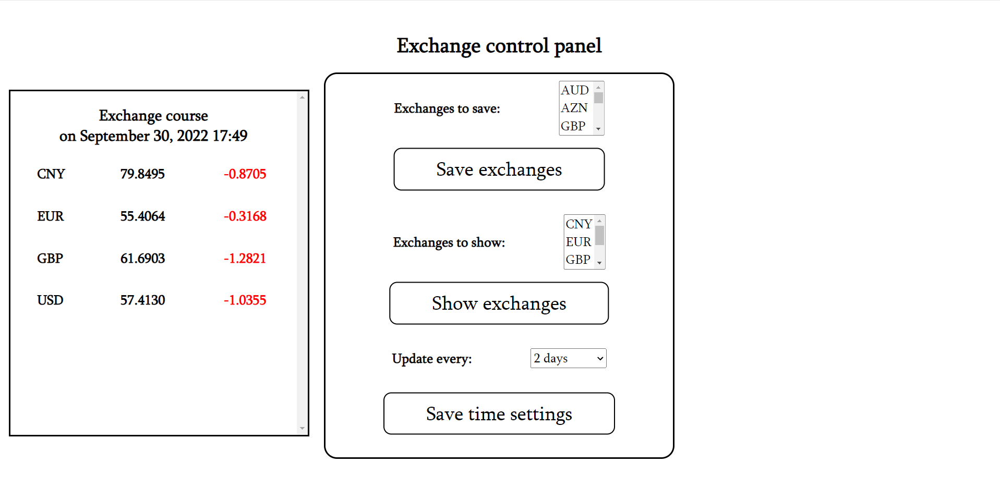 Exchange control panel
Exchange course
on September 30, 2022 17:49
CNY 79.8495 -0.8705
EUR 55.4064 -0.3168
GBP 61.6903 -1.2821
USD 57.4130 -1.0355
Exchanges to save:
AUD
AZN
GBP
Save exchanges
Exchanges to show:
CNY
EUR
GBP
Show exchanges
Update every: 2 days
Save time settings